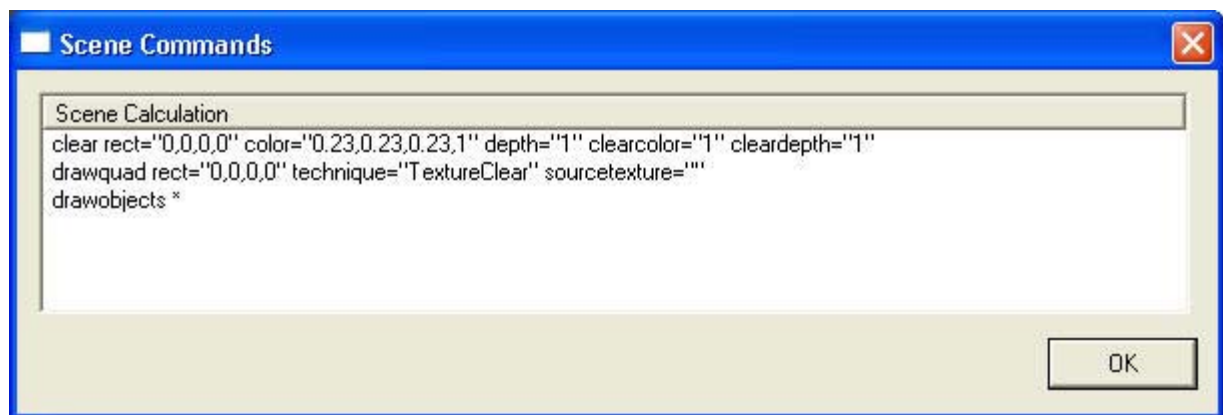 Scene Commands
Scene Calculation
clear rect="0,0,0,0" color="0.23,0.23,0.23,1" depth="1" clearcolor="1" cleardepth="1"
drawquad rect="0,0,0,0" technique="TextureClear" sourcetexture=""
drawobjects *
OK